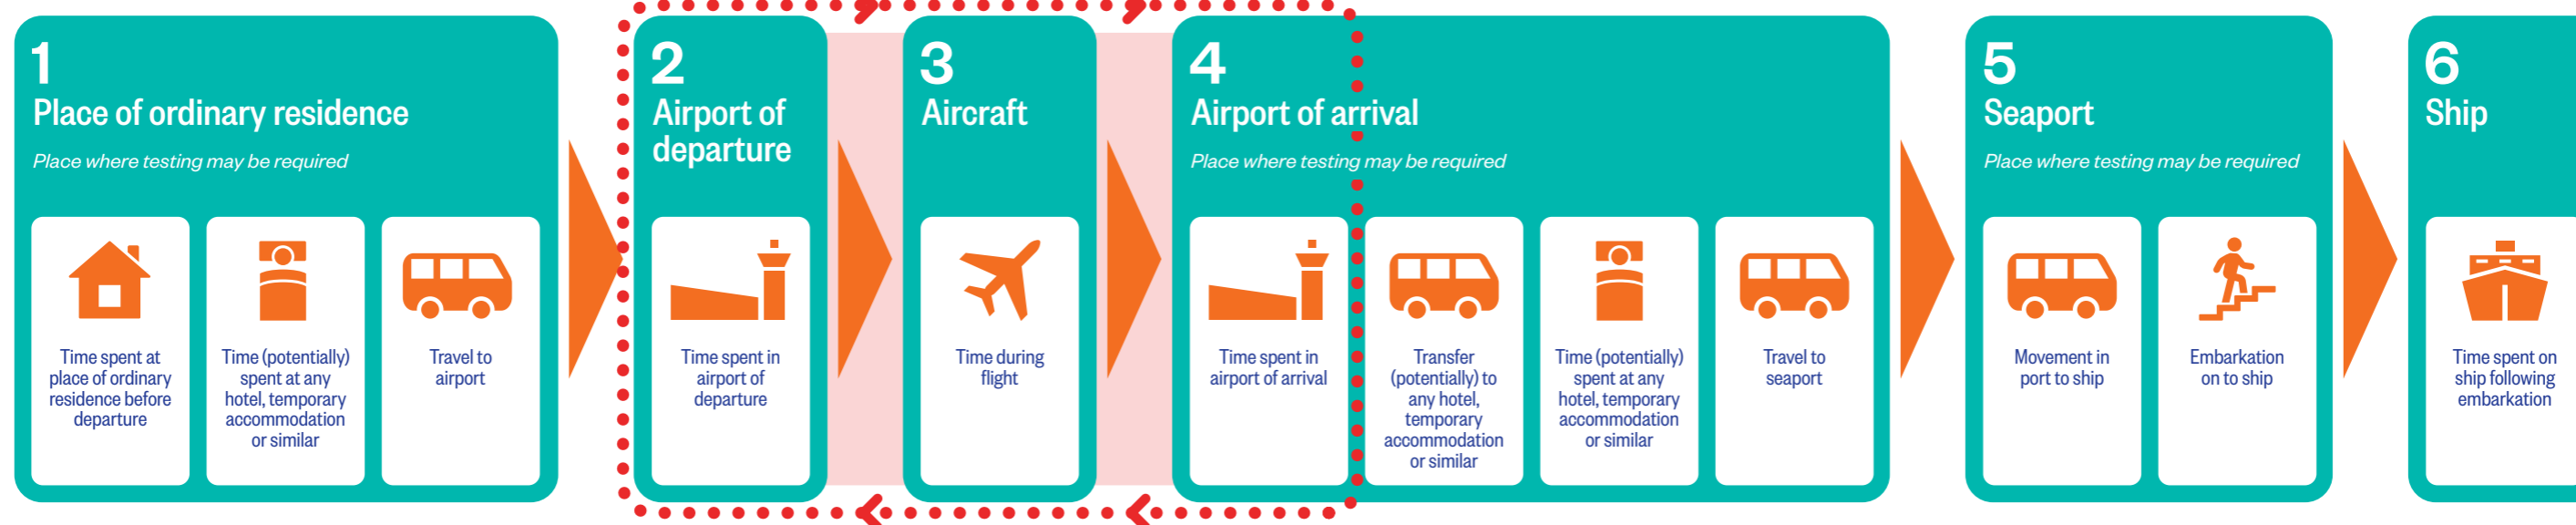 1
Place of ordinary residence
Place where testing may be required
Time spent at
place of ordinary
residence before
departure
Time (potentially)
spent at any
hotel, temporary
accommodation
or similar
Travel to
airport
2
Airport of
departure
Time spent in
airport of
departure
3
Aircraft
Time during
flight
4
Airport of arrival
Place where testing may be required
Time spent in
airport of arrival
Transfer
(potentially) to
any hotel,
temporary
accommodation
or similar
Time (potentially)
spent at any
hotel, temporary
accommodation
or similar
Travel to
seaport
5
Seaport
Place where testing may be required
Movement in
port to ship
Embarkation
on to ship
6
Ship
Time spent on
ship following
embarkation